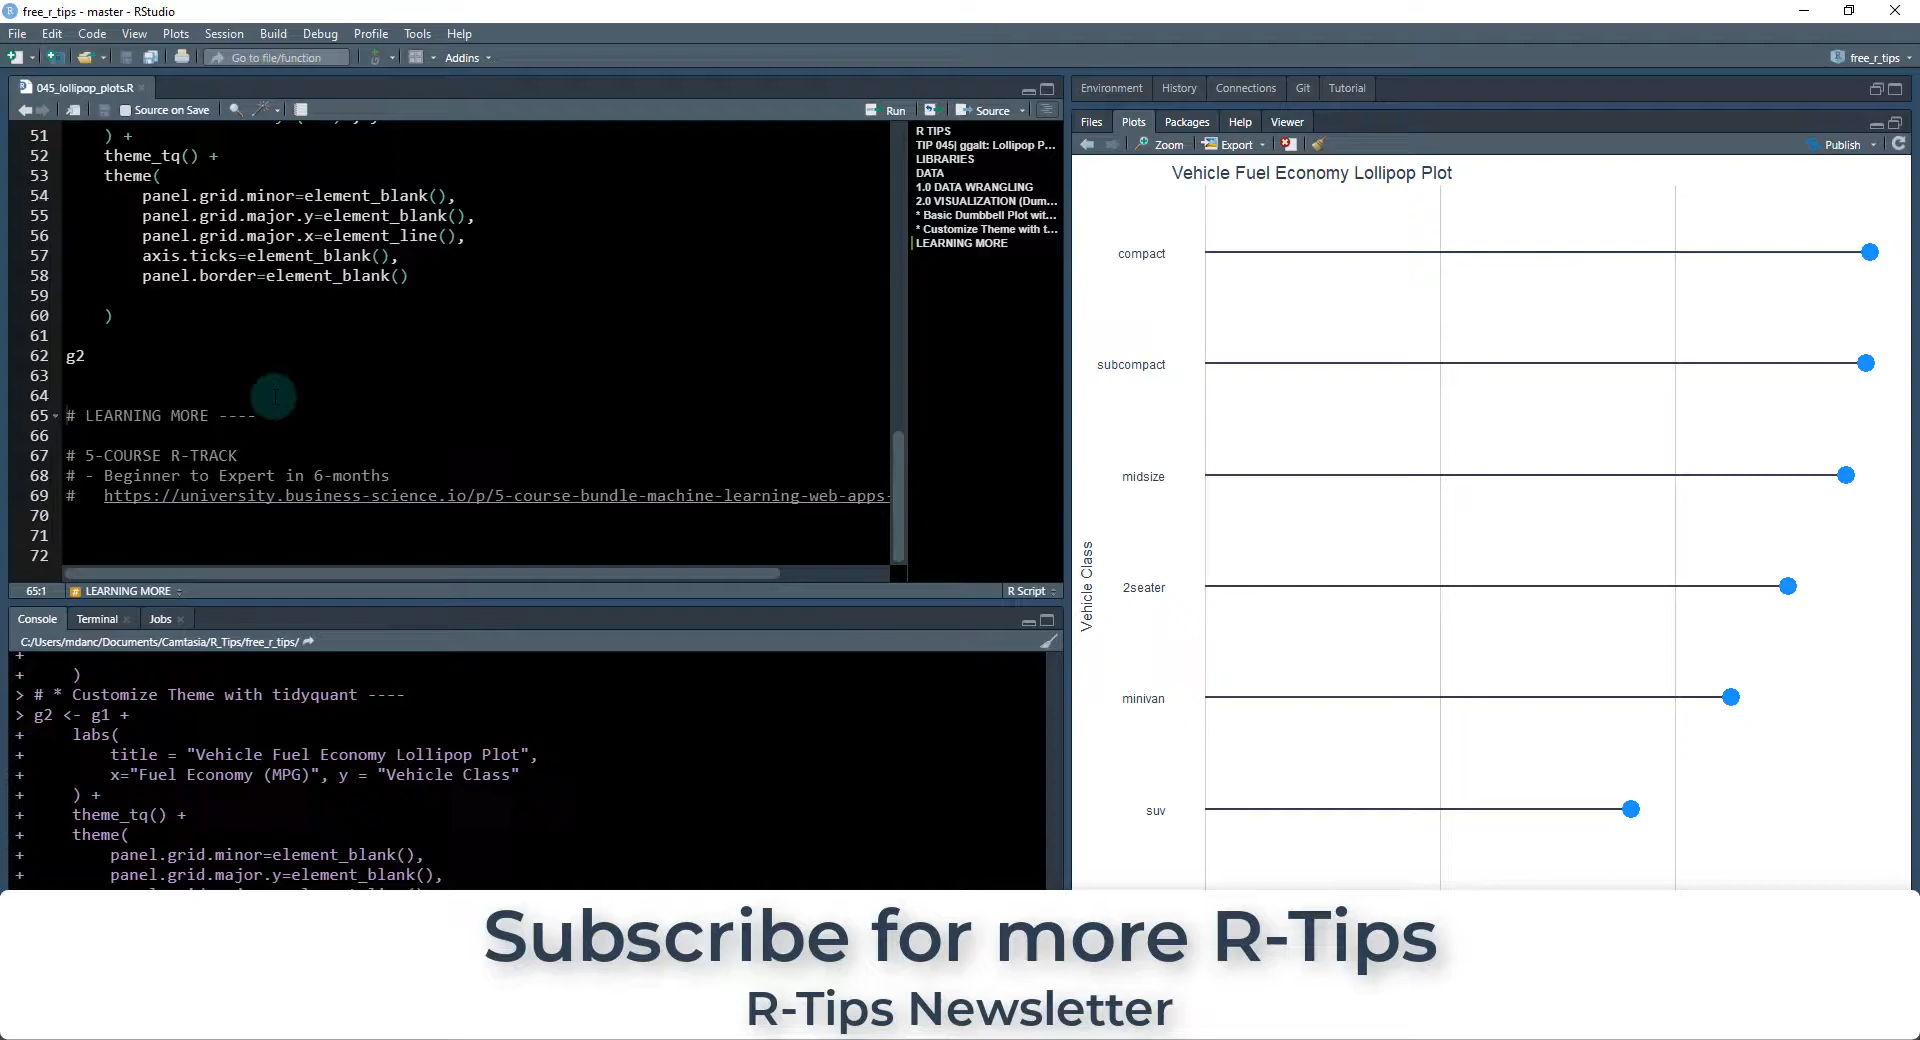 free_r_tips - master - RStudio
File Edit Code View Plots Session Build Debug Profile Tools Help
Go to file/function
Addins
free_r_tips
045_lollipop_plots.R
Source on Save
Run
Source
51 ) +
52 theme_tq() +
53 theme(
54 panel.grid.minor=element_blank(),
55 panel.grid.major.y=element_blank(),
56 panel.grid.major.x=element_line(),
57 axis.ticks=element_blank(),
58 panel.border=element_blank()
59
60 )
61
62 g2
63
64
65 # LEARNING MORE ----
66
67 # 5-COURSE R-TRACK
68 # - Beginner to Expert in 6-months
69 # https://university.business-science.io/p/5-course-bundle-machine-learning-web-apps-
70
71
72
R TIPS
TIP 045| ggalt: Lollipop P...
LIBRARIES
DATA
1.0 DATA WRANGLING
2.0 VISUALIZATION (Dum...
* Basic Dumbbell Plot wit...
* Customize Theme with t...
LEARNING MORE
65:1 # LEARNING MORE
R Script
Console Terminal Jobs
C:/Users/mdanc/Documents/Camtasia/R_Tips/free_r_tips/
+
+ )
> # * Customize Theme with tidyquant ----
> g2 <- g1 +
+ labs(
+ title = "Vehicle Fuel Economy Lollipop Plot",
+ x="Fuel Economy (MPG)", y = "Vehicle Class"
+ ) +
+ theme_tq() +
+ theme(
+ panel.grid.minor=element_blank(),
+ panel.grid.major.y=element_blank(),
Environment History Connections Git Tutorial
Files Plots Packages Help Viewer
Zoom Export Publish
Vehicle Fuel Economy Lollipop Plot
compact
subcompact
midsize
2seater
minivan
suv
Vehicle Class
Subscribe for more R-Tips
R-Tips Newsletter